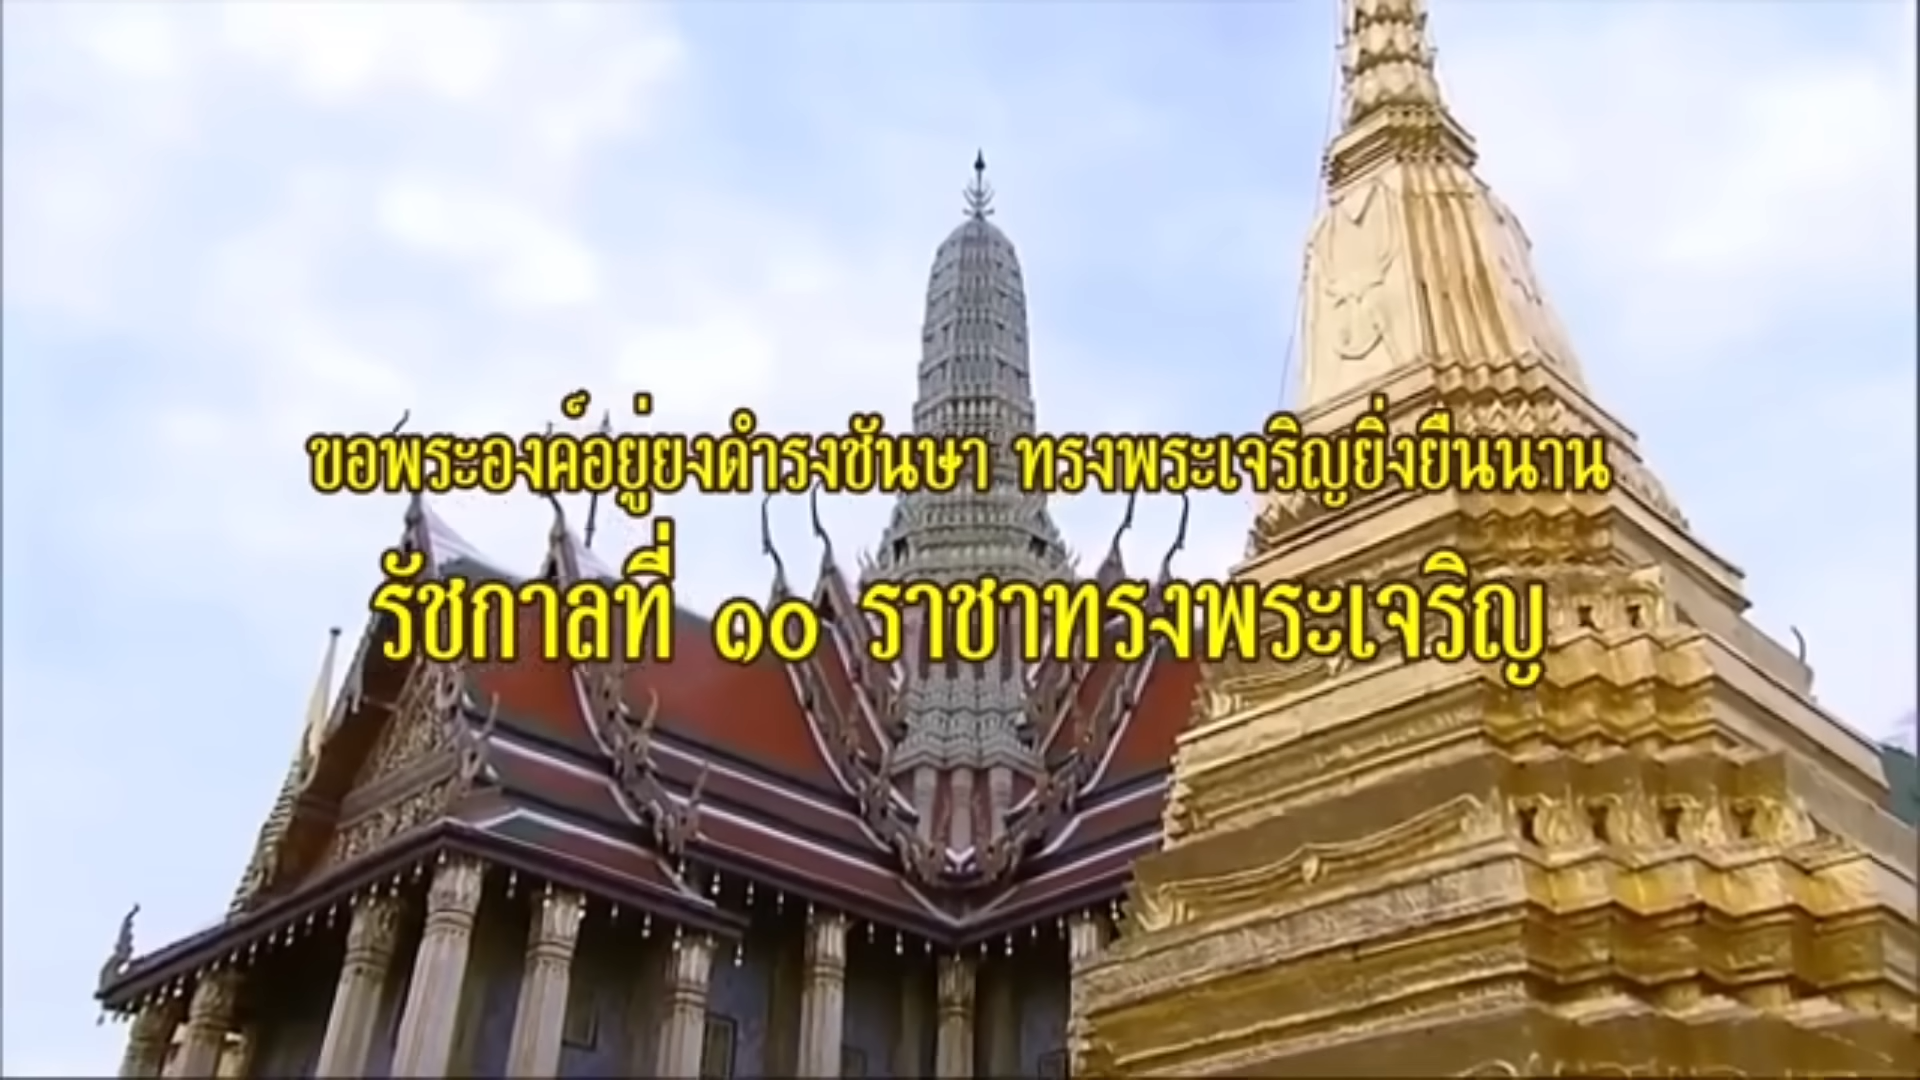 ขอพระองค์อยู่ยงดำรงชันษา ทรงพระเจริญยิ่งยืนนาน
รัชกาลที่ ๑๐ ราชาทรงพระเจริญ